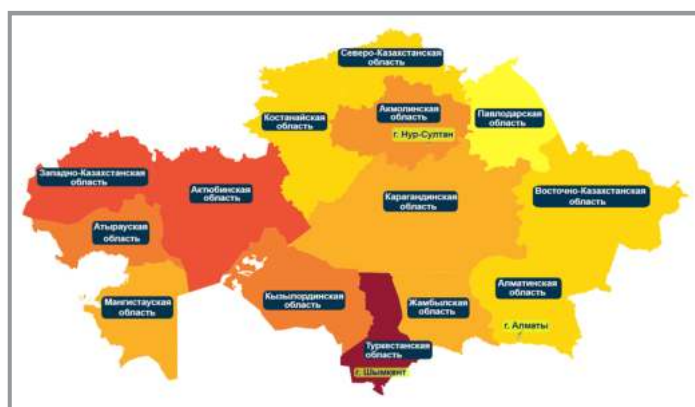 Северо-Казахстанская
область
Акмолинская
область
Павлодарская
область
Костанайская
область
г. Нур-Султан
Западно-Казахстанская
область
Актюбинская
область
Карагандинская
область
Восточно-Казахстанская
область
Атырауская
область
Алматинская
область
Мангистауская
область
Кызылординская
область
Жамбылская
область
г. Алматы
Туркестанская
область
г. Шымкент